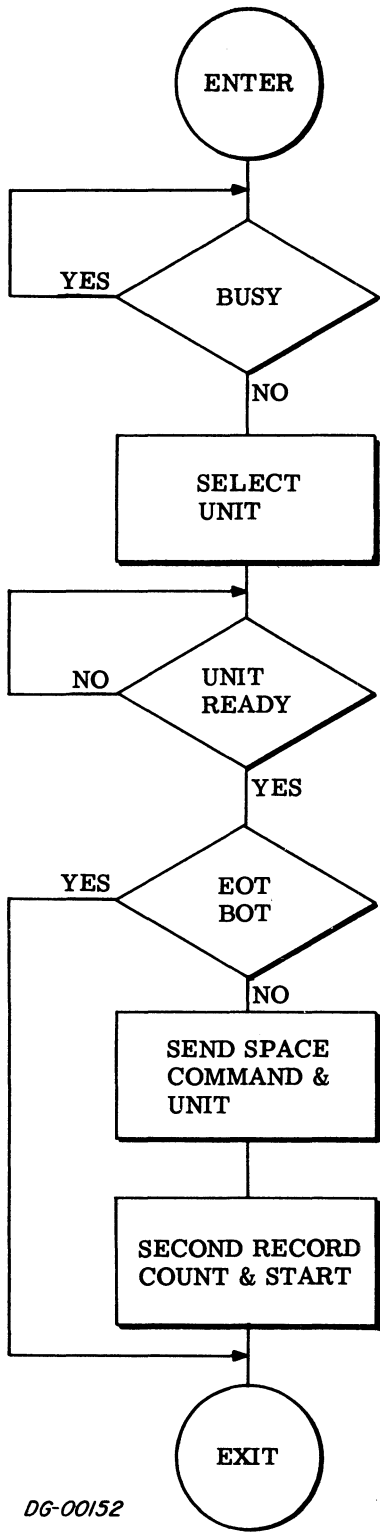 ENTER
YES
BUSY
NO
SELECT
UNIT
NO
UNIT
READY
YES
YES
EOT
BOT
NO
SEND SPACE
COMMAND &
UNIT
SECOND RECORD
COUNT & START
EXIT
DG-00152